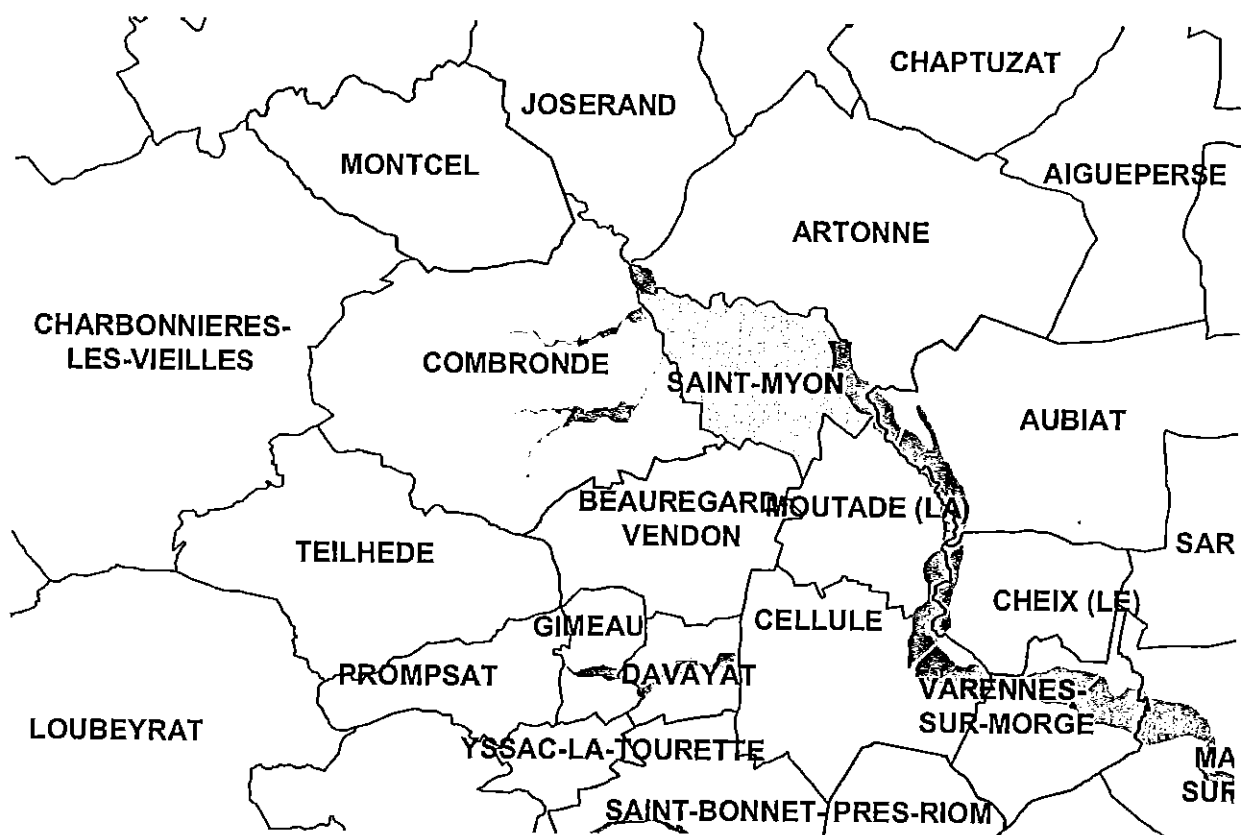 CHAPTUZAT
JOSERAND
MONTCEL
AIGUEPERSE
ARTONNE
CHARBONNIERES-
LES-VIEILLES
COMBRONDE
SAINT-MYON
AUBIAT
BEAUREGARD
VENDON
MOUTADE (LA)
TEILHEDE
SAR
CHEIX (LE)
GIMEAU
CELLULE
PROMPSAT
DAVAYAT
VARENNES-
SUR-MORGE
LOUBEYRAT
YSSAC-LA-TOURETTE
MA
SUR
SAINT-BONNET-PRES-RIOM